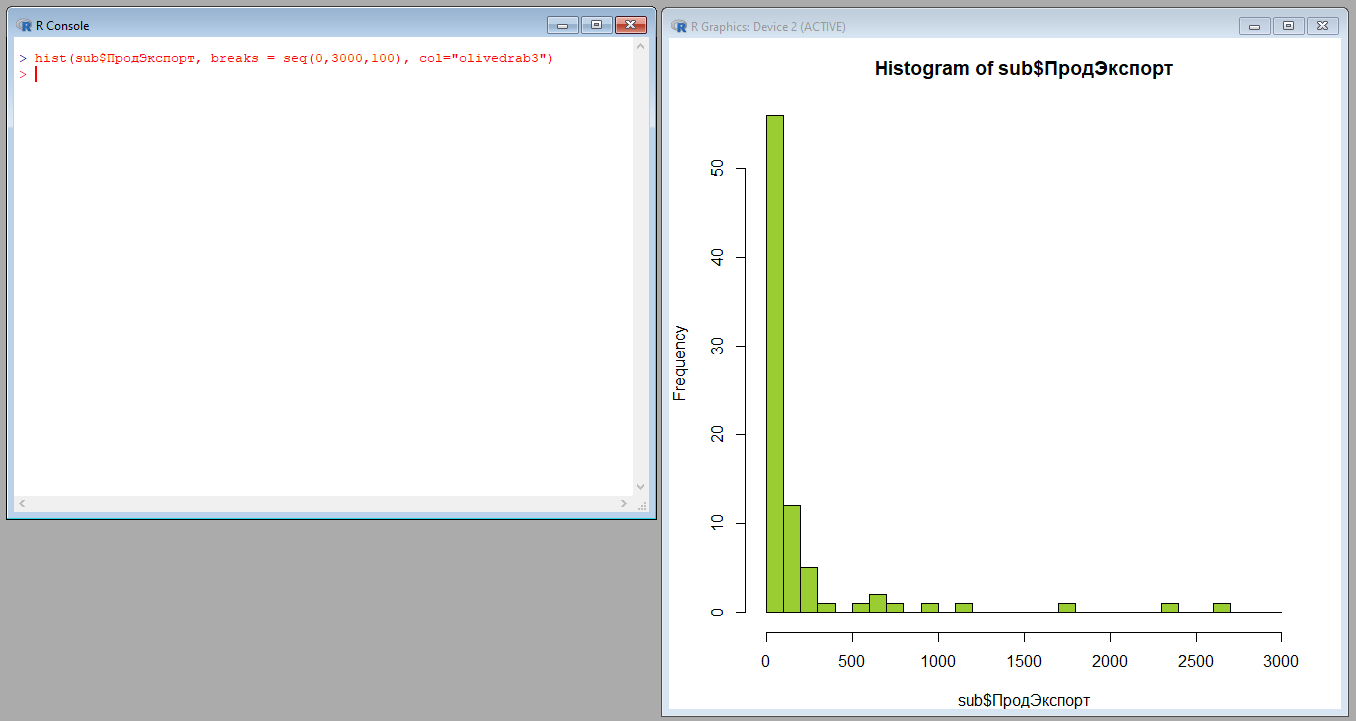 R Console
> hist(sub$ПродЭкспорт, breaks = seq(0,3000,100), col="olivedrab3")
>
R Graphics: Device 2 (ACTIVE)
Histogram of sub$ПродЭкспорт
Frequency
50
40
30
20
10
0
0 500 1000 1500 2000 2500 3000
sub$ПродЭкспорт